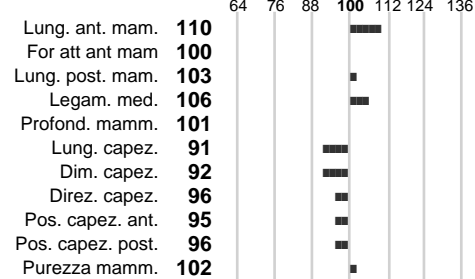 64 76 88 100 112 124 136
Lung. ant. mam. 110
For att ant mam 100
Lung. post. mam. 103
Legam. med. 106
Profond. mamm. 101
Lung. capez. 91
Dim. capez. 92
Direz. capez. 96
Pos. capez. ant. 95
Pos. capez. post. 96
Purezza mamm. 102